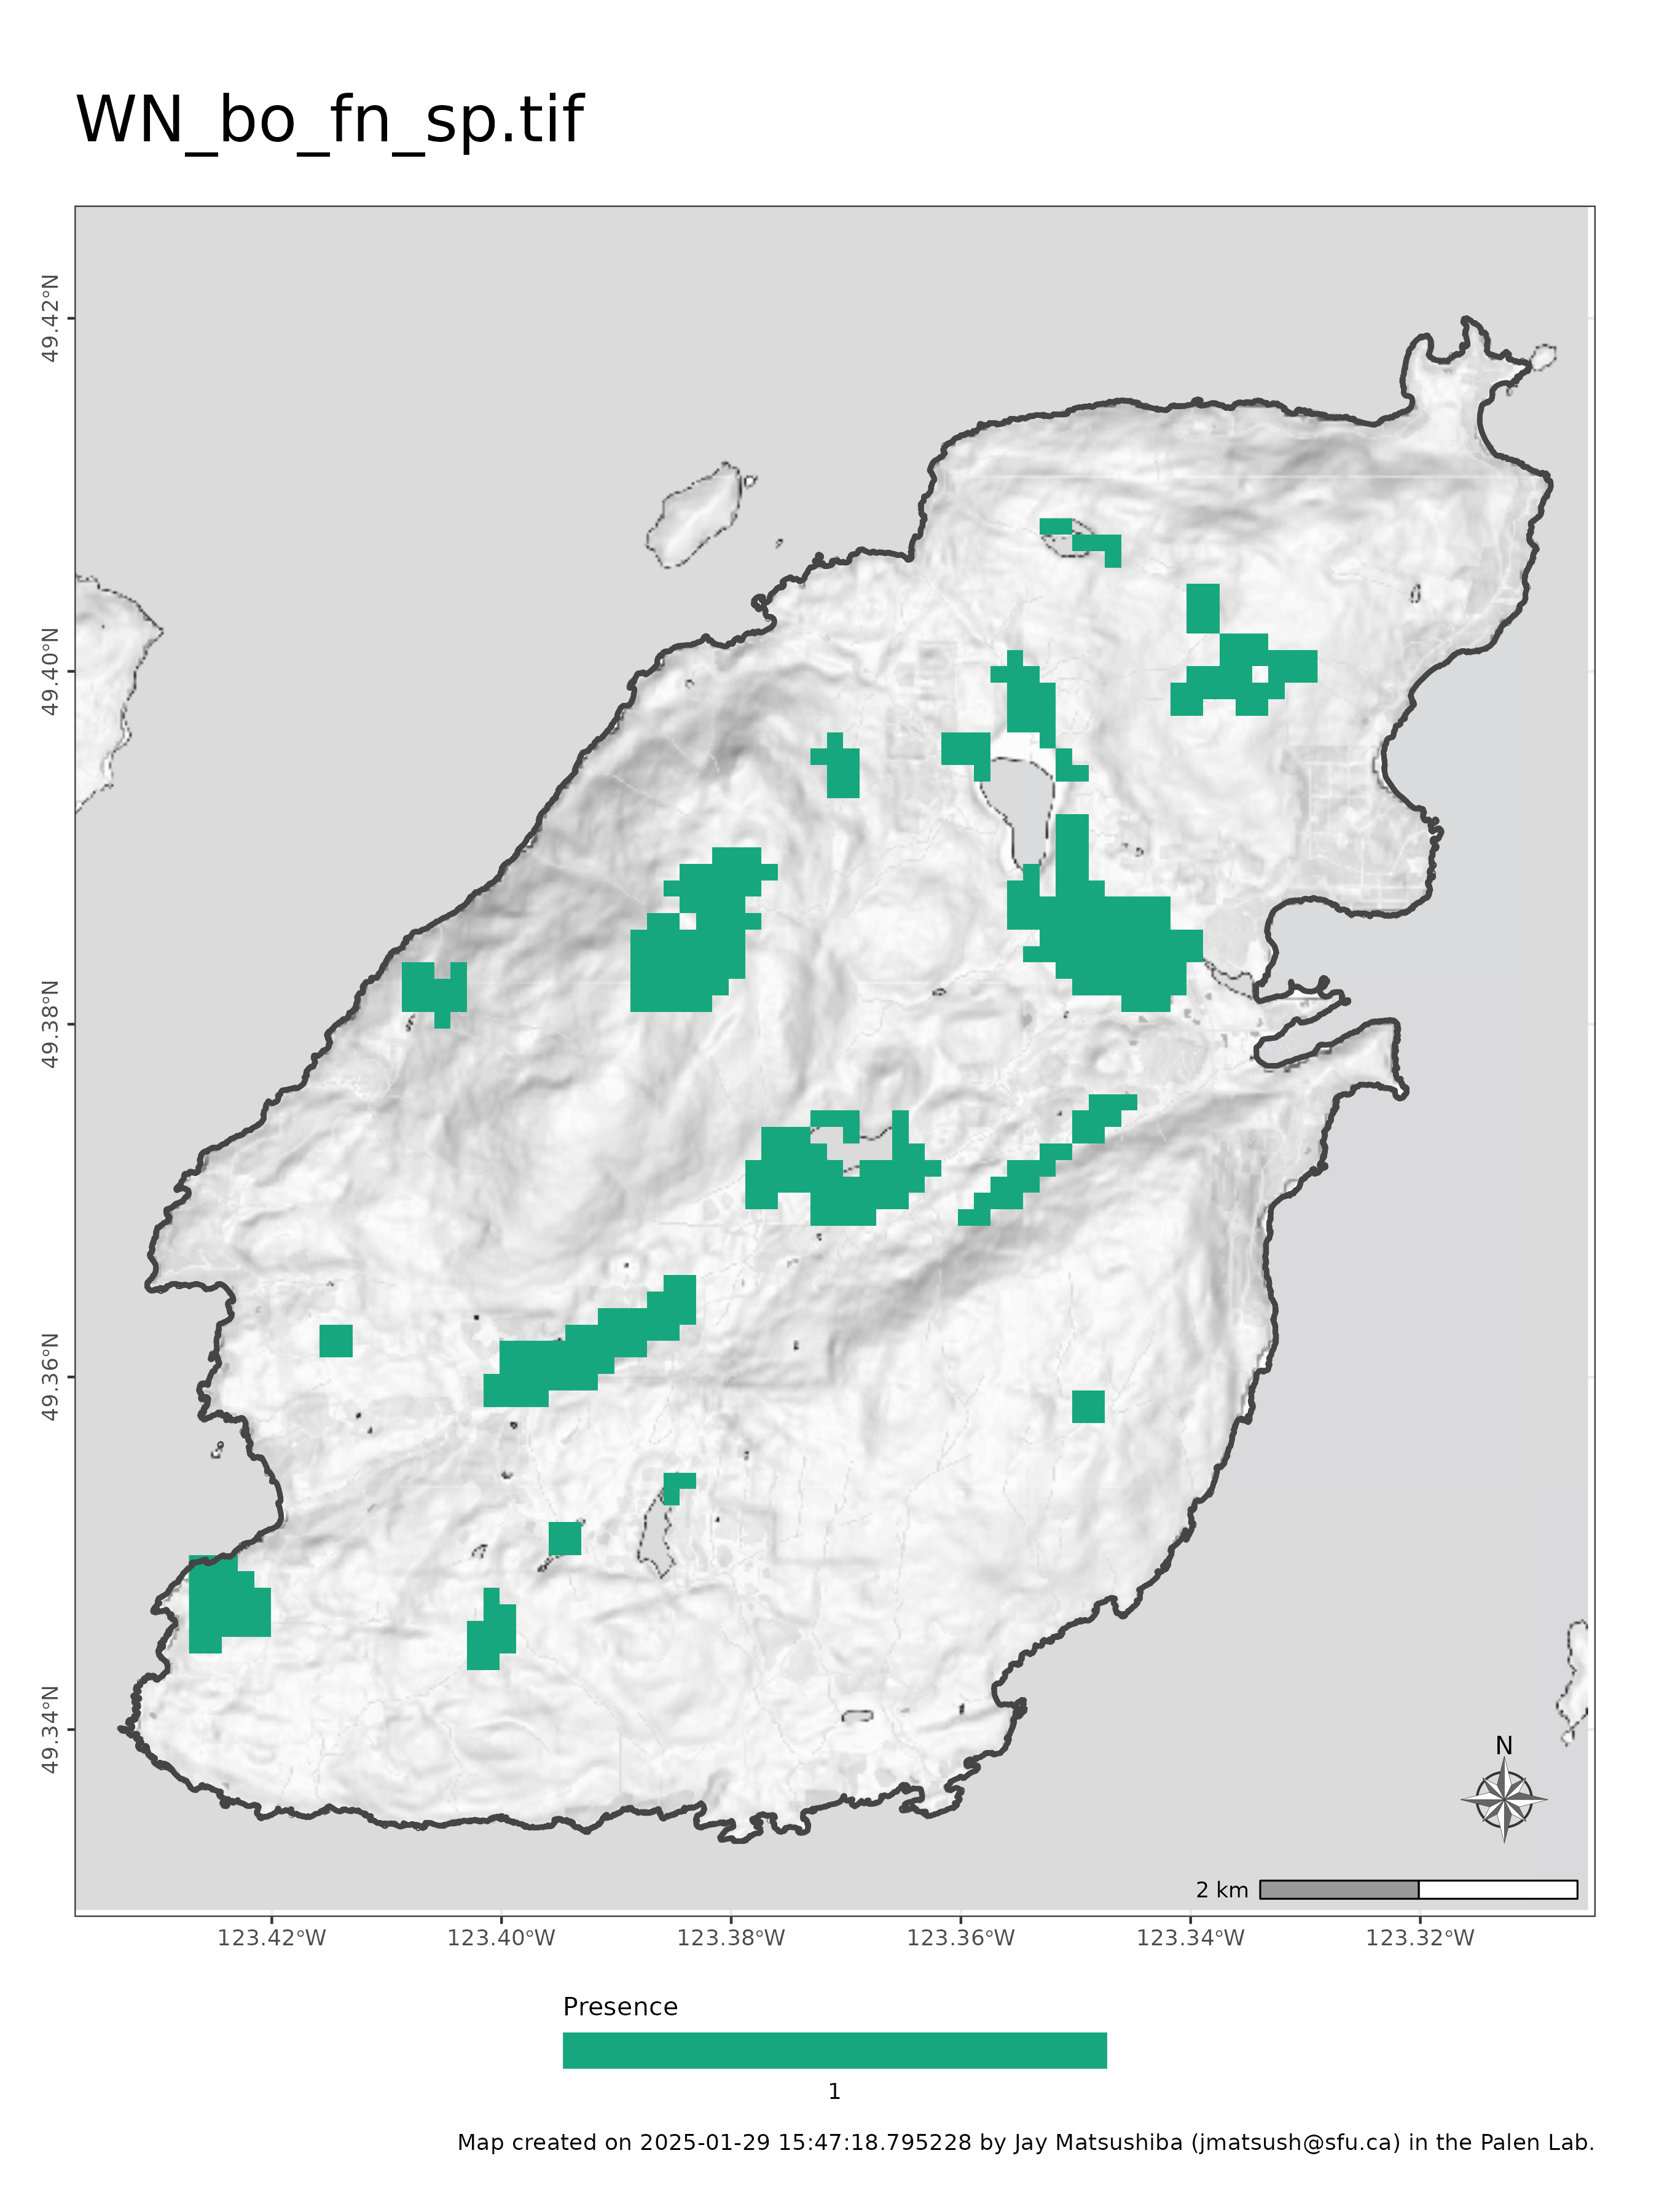 WN_bo_fn_sp.tif
49.42°N
49.40°N
49.38°N
49.36°N
49.34°N
N
2 km
123.42°W 123.40°W 123.38°W 123.36°W 123.34°W 123.32°W
Presence
1
Map created on 2025-01-29 15:47:18.795228 by Jay Matsushiba (jmatsush@sfu.ca) in the Palen Lab.